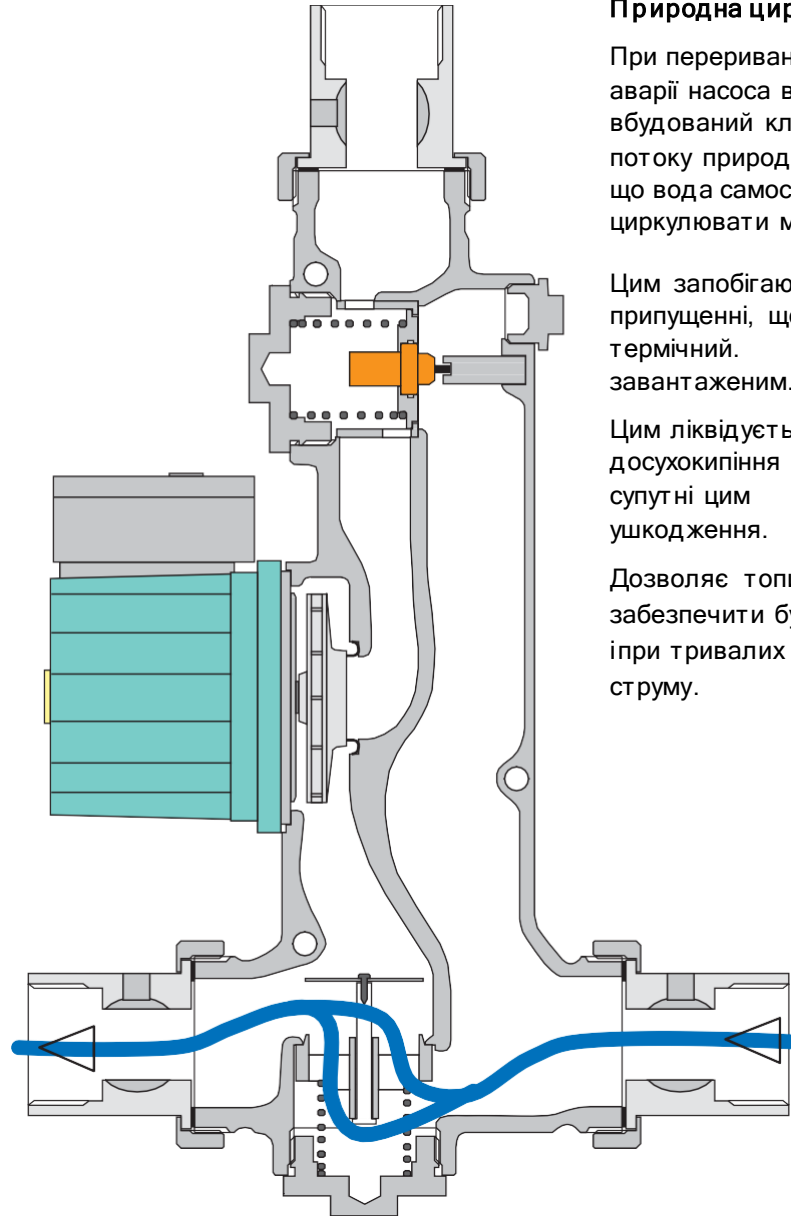 Природна цир
При перериван
аварії насоса в
вбудований кл
потоку природ
що вода самос
циркулювати м
Цим запобігаю
припущенні, що
термічний.
завантаженим.
Цим ліквідуєть
досухокипіння
супутні цим
ушкодження.
Дозволяє топи
забезпечити бу
іпри тривалих
струму.